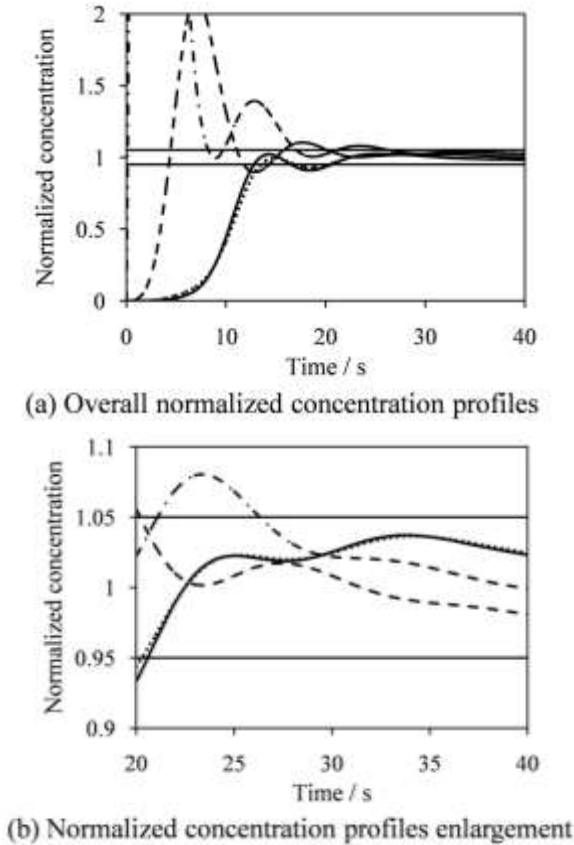 2
1.5
1
0.5
0
Normalized concentration
0 10 20 30 40
Time / s
(a) Overall normalized concentration profiles
1.1
1.05
1
0.95
0.9
Normalized concentration
20 25 30 35 40
Time / s
(b) Normalized concentration profiles enlargement